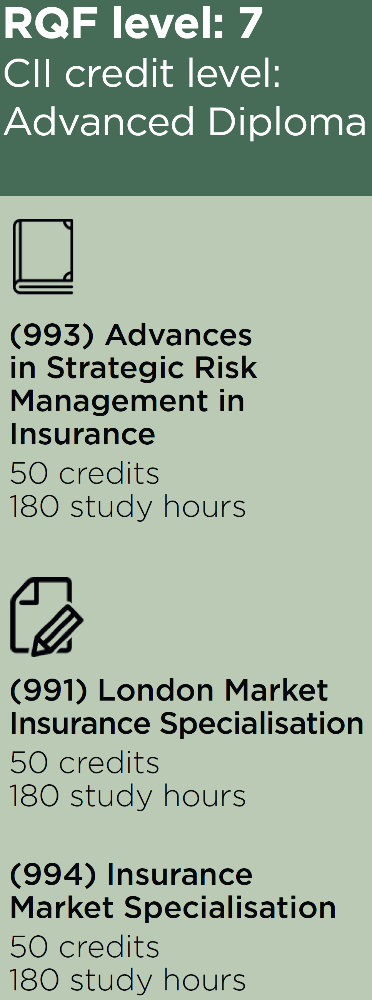 RQF level: 7
CII credit level:
Advanced Diploma
(993) Advances
in Strategic Risk
Management in
Insurance
50 credits
180 study hours
(991) London Market
Insurance Specialisation
50 credits
180 study hours
(994) Insurance
Market Specialisation
50 credits
180 study hours